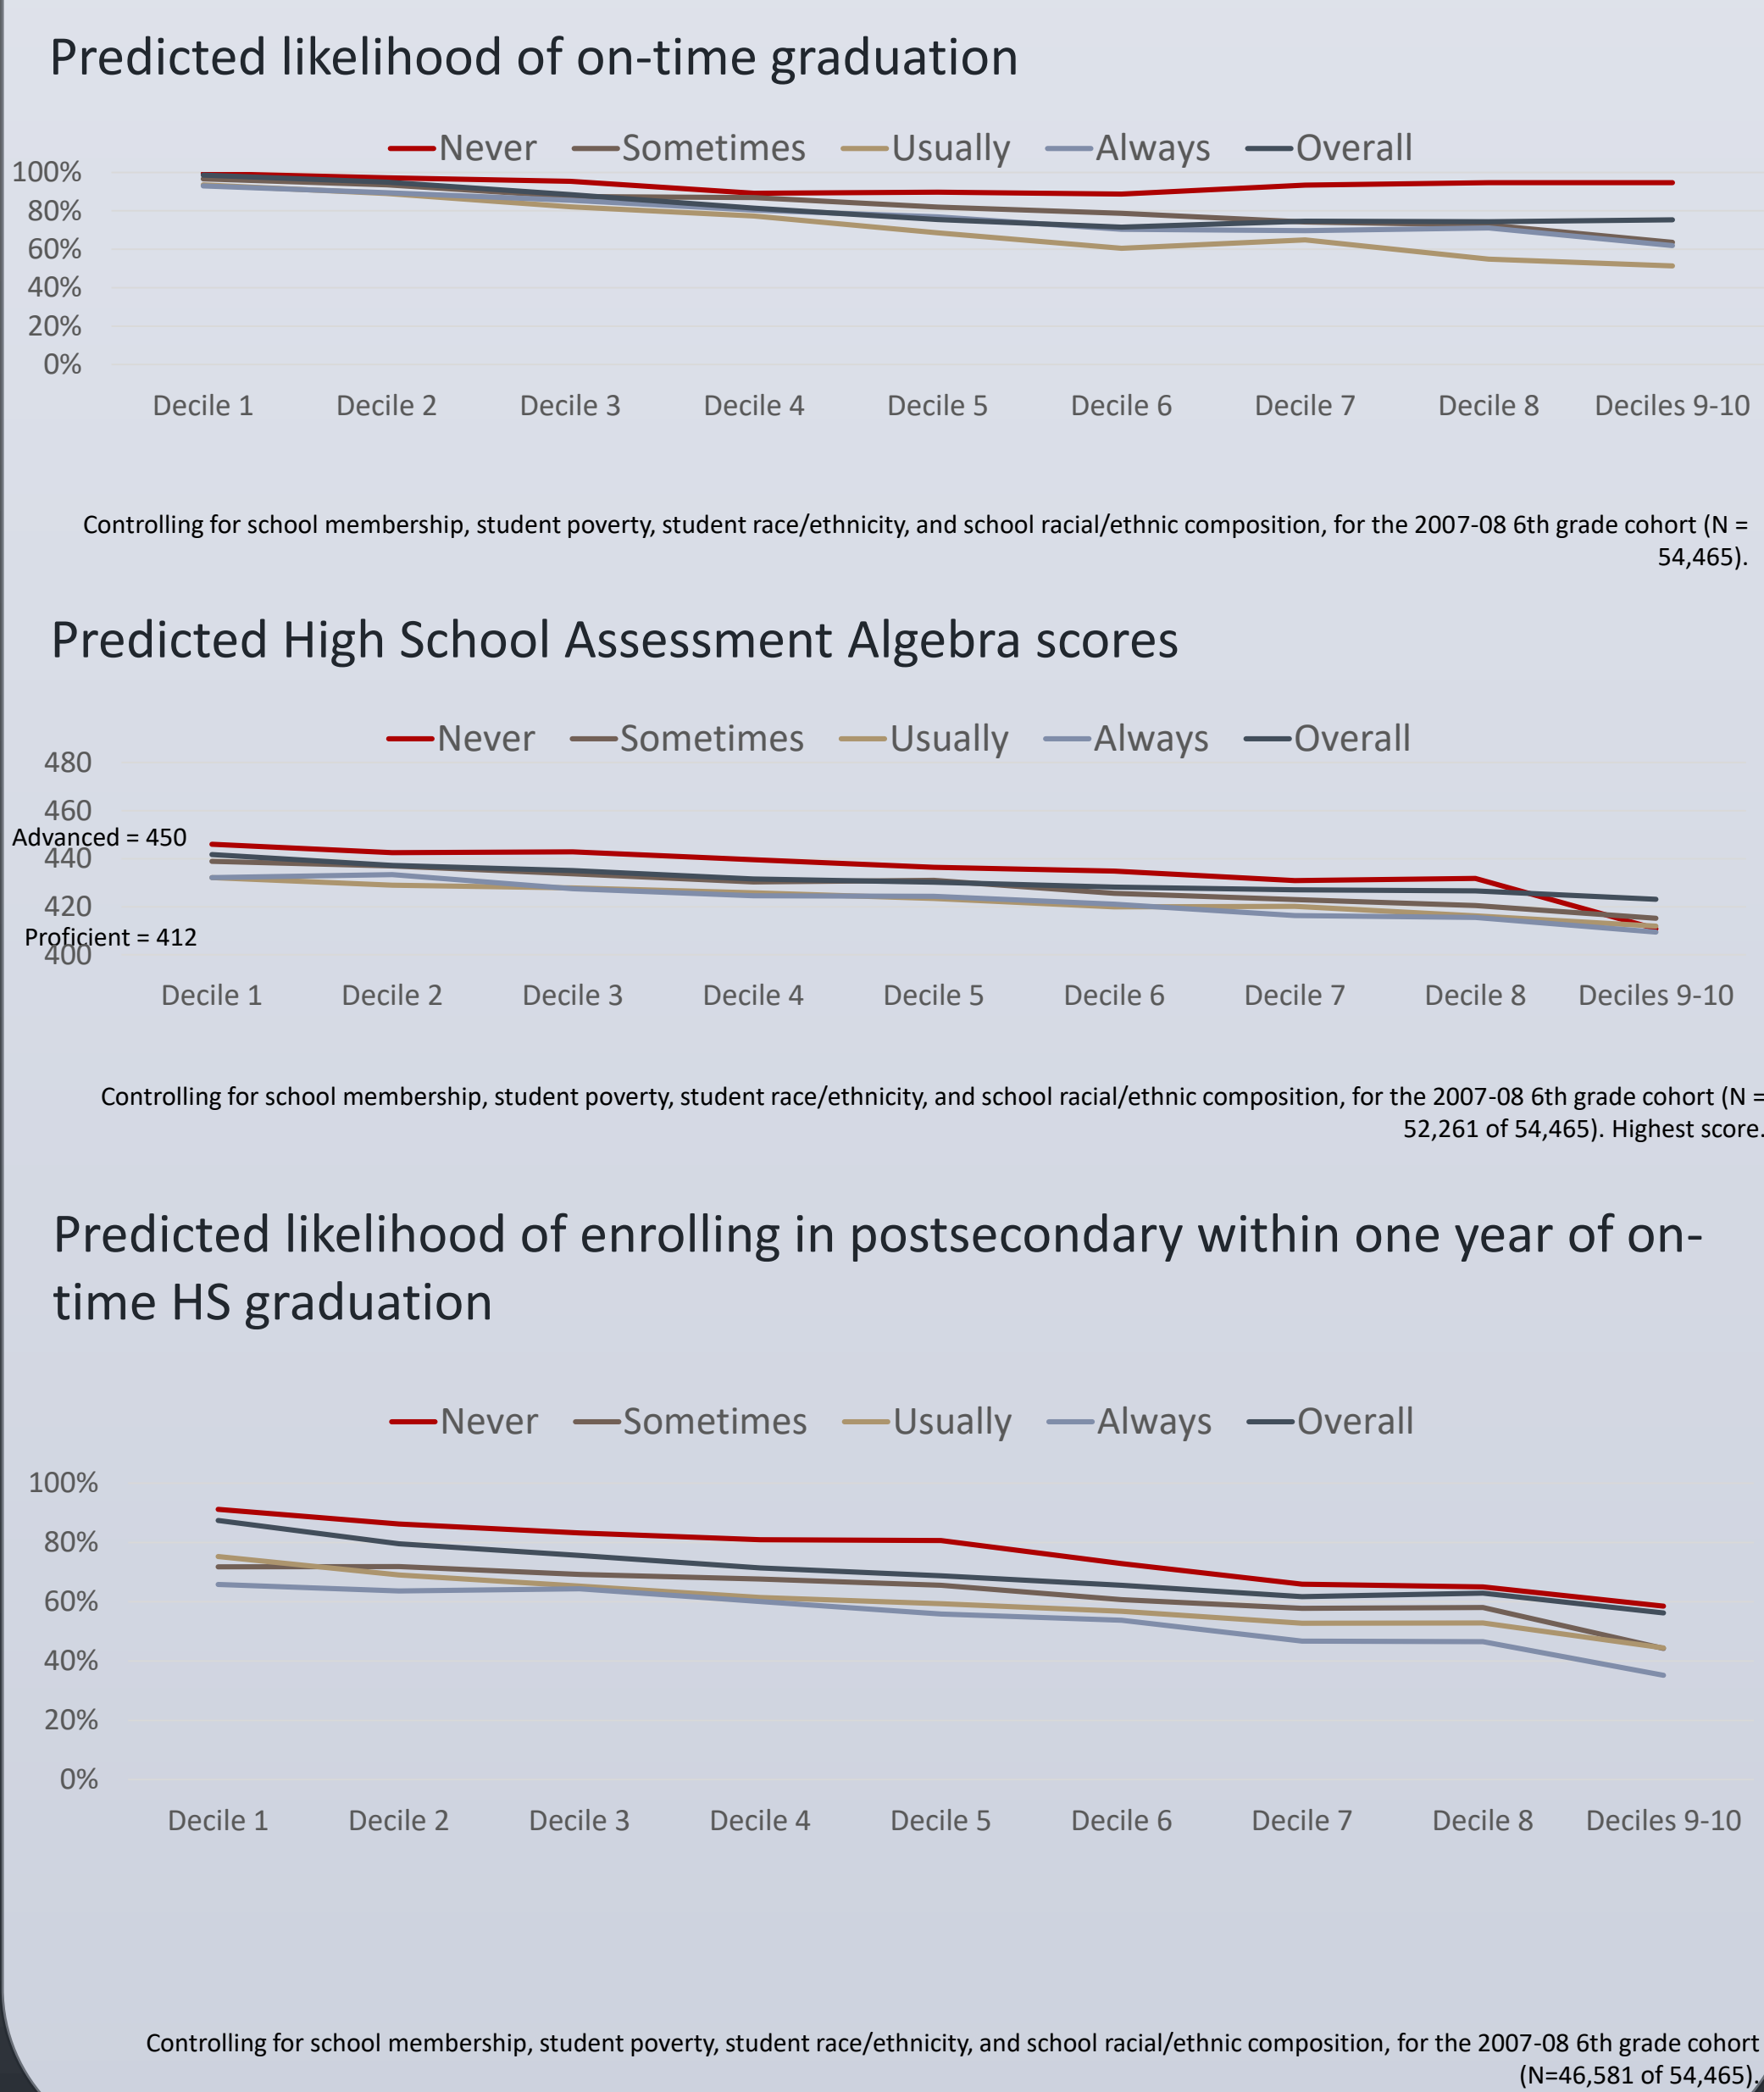 Predicted likelihood of on-time graduation
Never Sometimes Usually Always Overall
100%
80%
60%
40%
20%
0%
Decile 1 Decile 2 Decile 3 Decile 4 Decile 5 Decile 6 Decile 7 Decile 8 Deciles 9-10
Controlling for school membership, student poverty, student race/ethnicity, and school racial/ethnic composition, for the 2007-08 6th grade cohort (N =
54,465).
Predicted High School Assessment Algebra scores
Never Sometimes Usually Always Overall
480
460
Advanced = 450
440
420
Proficient = 412
400
Decile 1 Decile 2 Decile 3 Decile 4 Decile 5 Decile 6 Decile 7 Decile 8 Deciles 9-10
Controlling for school membership, student poverty, student race/ethnicity, and school racial/ethnic composition, for the 2007-08 6th grade cohort (N =
52,261 of 54,465). Highest score.
Predicted likelihood of enrolling in postsecondary within one year of on-
time HS graduation
Never Sometimes Usually Always Overall
100%
80%
60%
40%
20%
0%
Decile 1 Decile 2 Decile 3 Decile 4 Decile 5 Decile 6 Decile 7 Decile 8 Deciles 9-10
Controlling for school membership, student poverty, student race/ethnicity, and school racial/ethnic composition, for the 2007-08 6th grade cohort
(N=46,581 of 54,465).